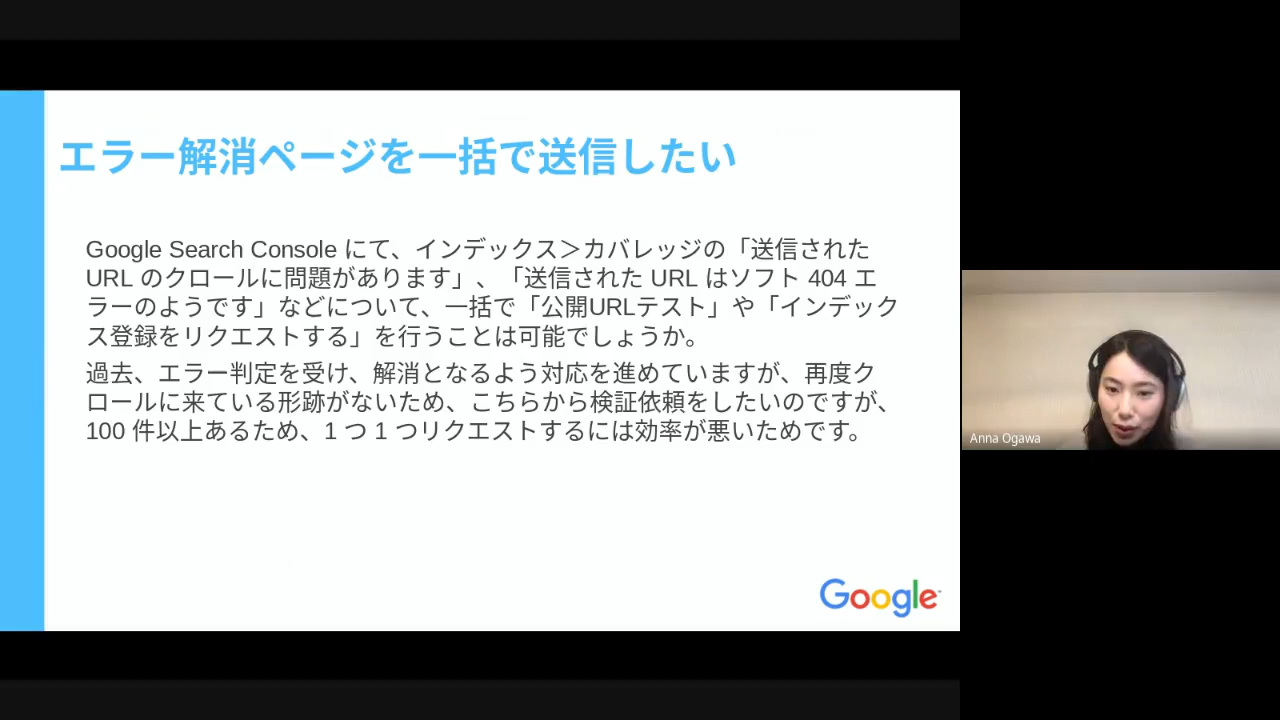 エラー解消ページを一括で送信したい
Google Search Console にて、インデックス＞カバレッジの「送信された
URL のクロールに問題があります」、「送信された URL はソフト 404 エ
ラーのようです」などについて、一括で「公開URLテスト」や「インデック
ス登録をリクエストする」を行うことは可能でしょうか。
過去、エラー判定を受け、解消となるよう対応を進めていますが、再度ク
ロールに来ている形跡がないため、こちらから検証依頼をしたいのですが、
100 件以上あるため、1 つ 1 つリクエストするには効率が悪いためです。
Anna Ogawa
Google